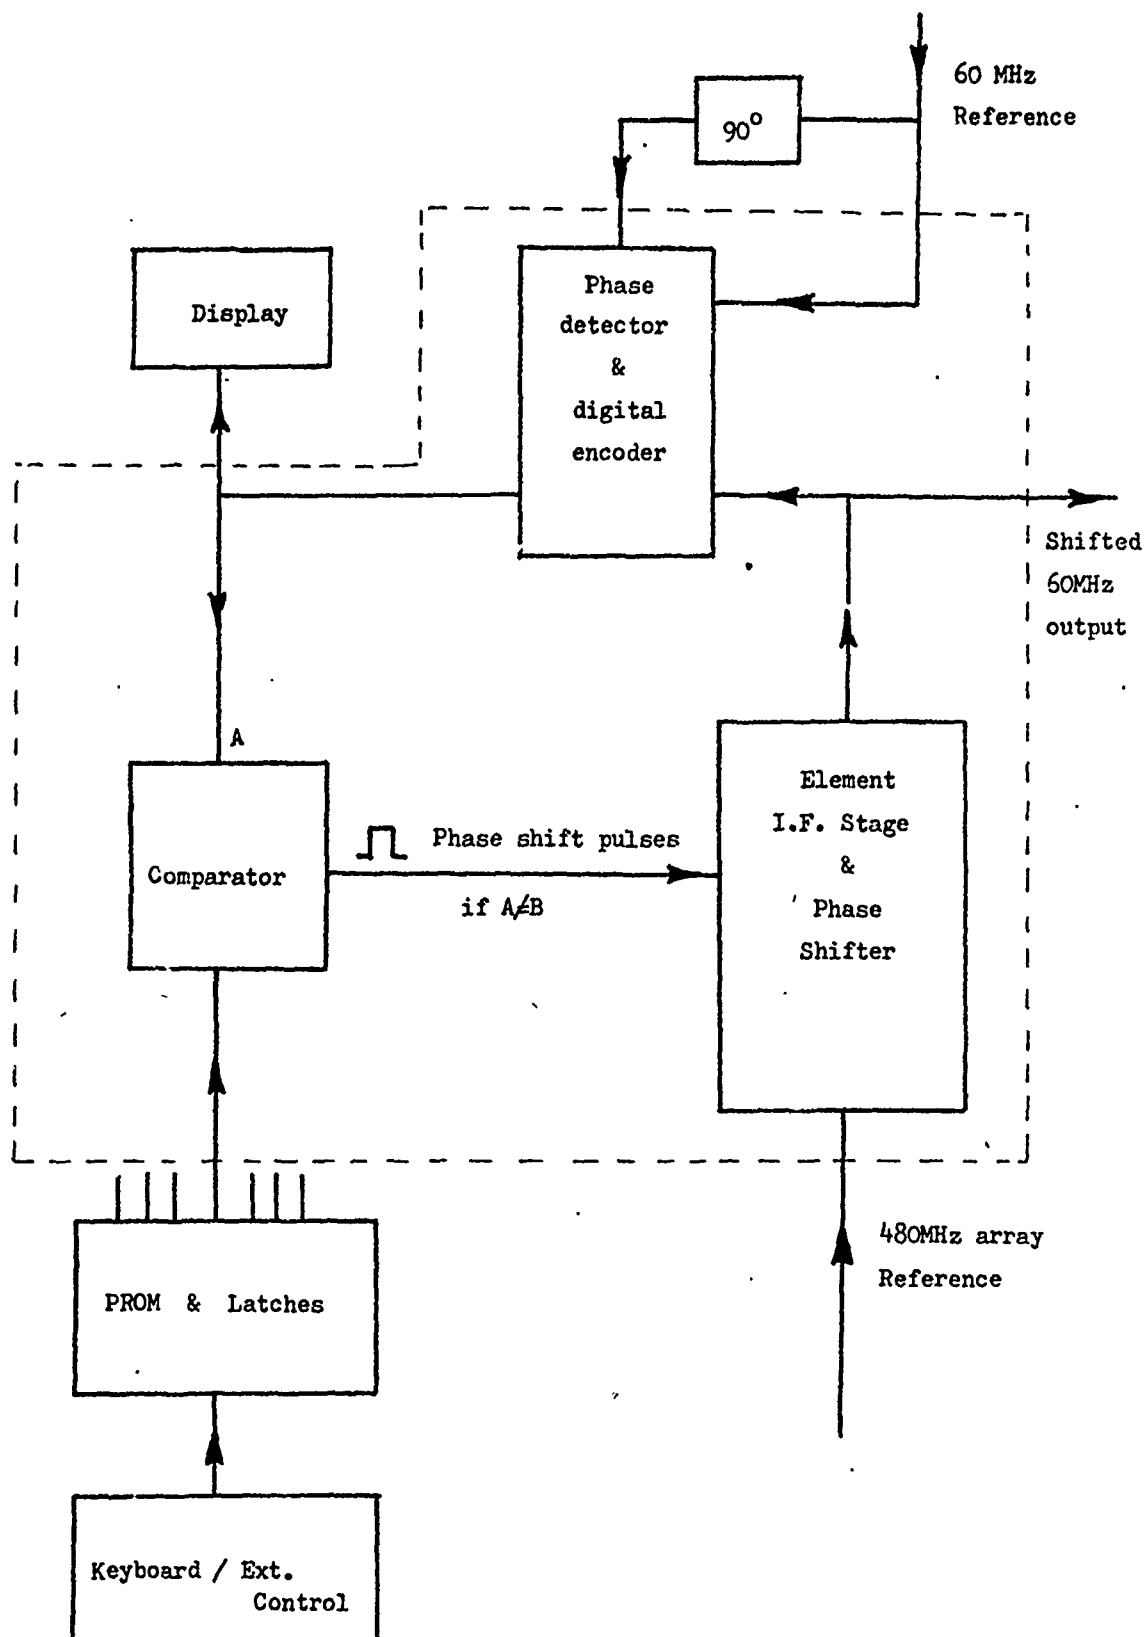 60 MHz
Reference
90°
Display
Phase
detector
&
digital
encoder
Shifted
60MHz
output
A
Comparator
Phase shift pulses
if A≠B
Element
I.F. Stage
&
Phase
Shifter
480MHz array
Reference
PROM & Latches
Keyboard / Ext.
Control